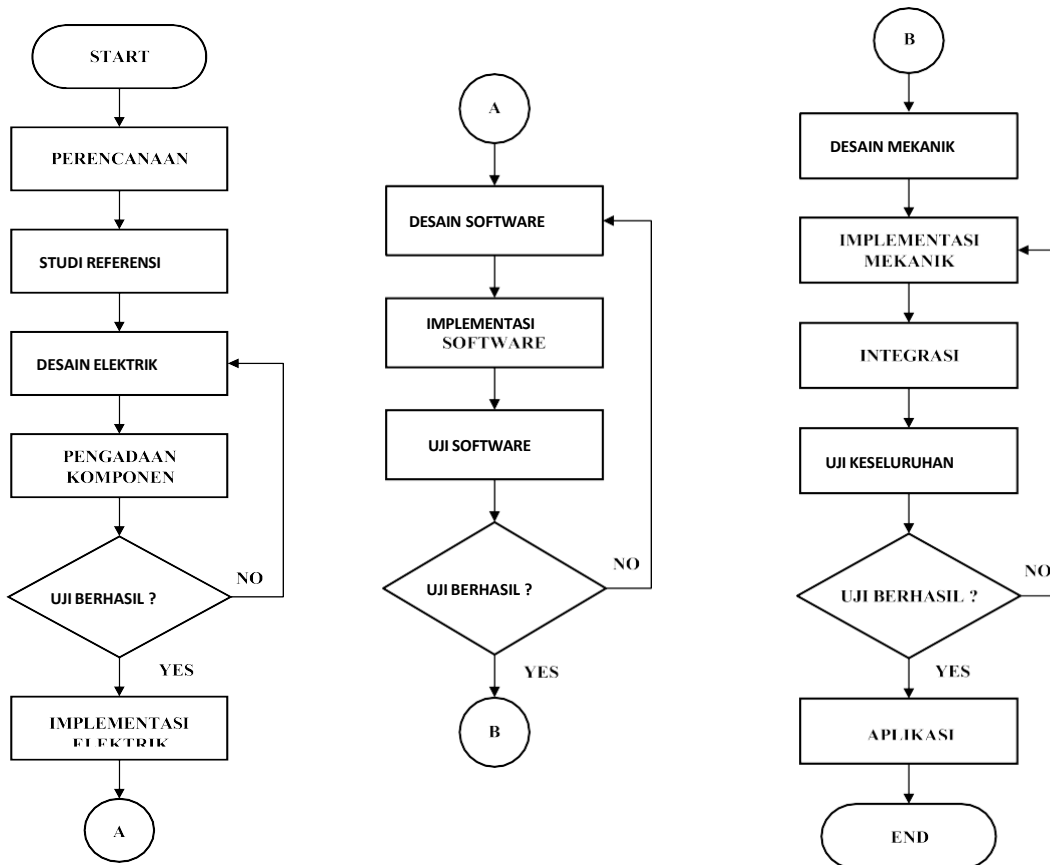 START
PERENCANAAN
STUDI REFERENSI
DESAIN ELEKTRIK
PENGADAAN
KOMPONEN
UJI BERHASIL ?
NO
YES
IMPLEMENTASI
ELEKTRIK
A
A
DESAIN SOFTWARE
IMPLEMENTASI
SOFTWARE
UJI SOFTWARE
UJI BERHASIL ?
NO
YES
B
B
DESAIN MEKANIK
IMPLEMENTASI
MEKANIK
INTEGRASI
UJI KESELURUHAN
UJI BERHASIL ?
NO
YES
APLIKASI
END